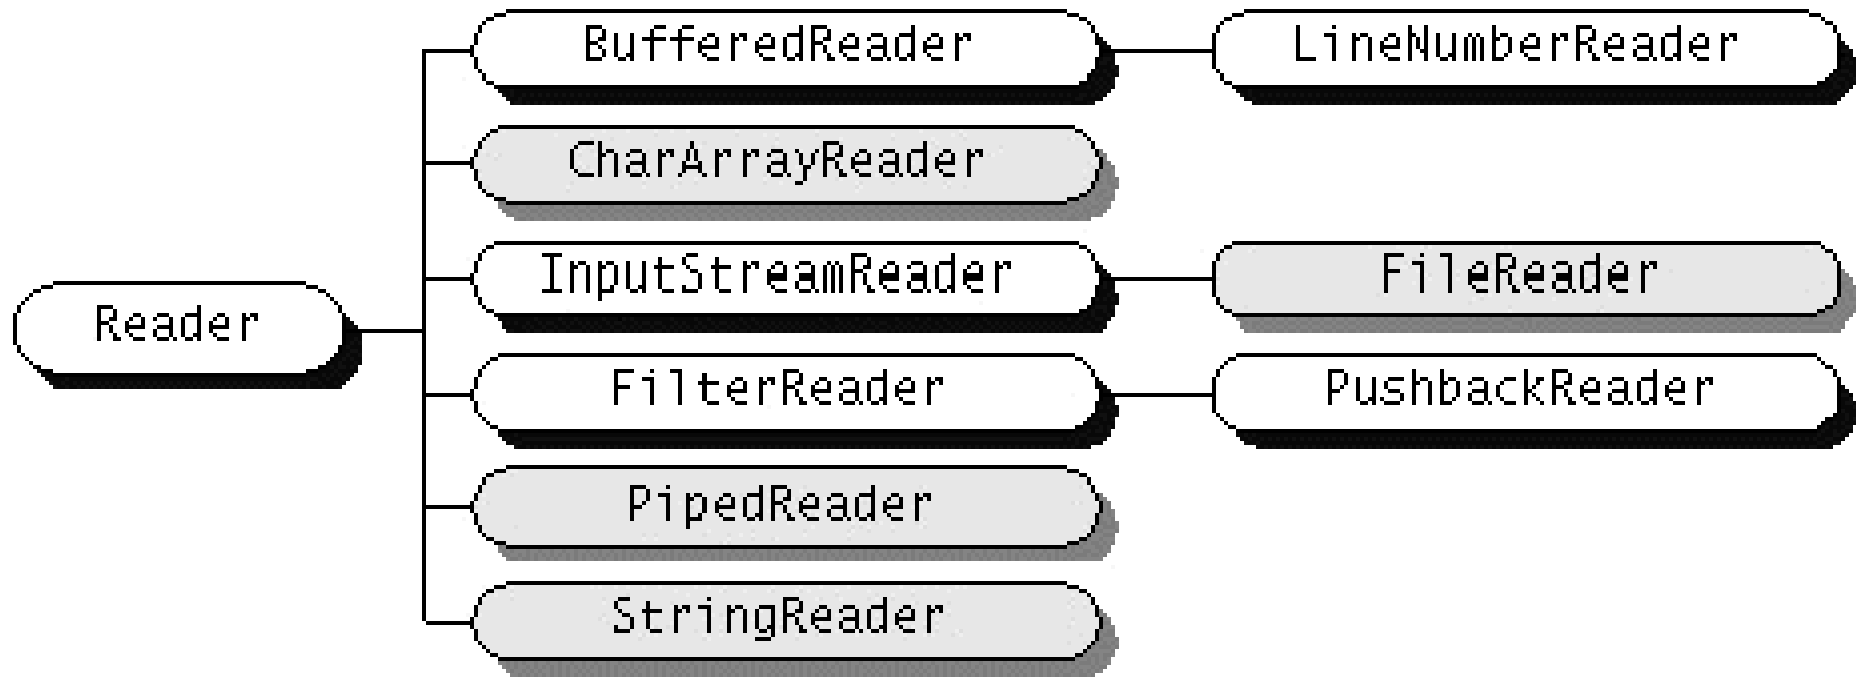 BufferedReader
LineNumberReader
CharArrayReader
InputStreamReader
FileReader
Reader
FilterReader
PushbackReader
PipedReader
StringReader